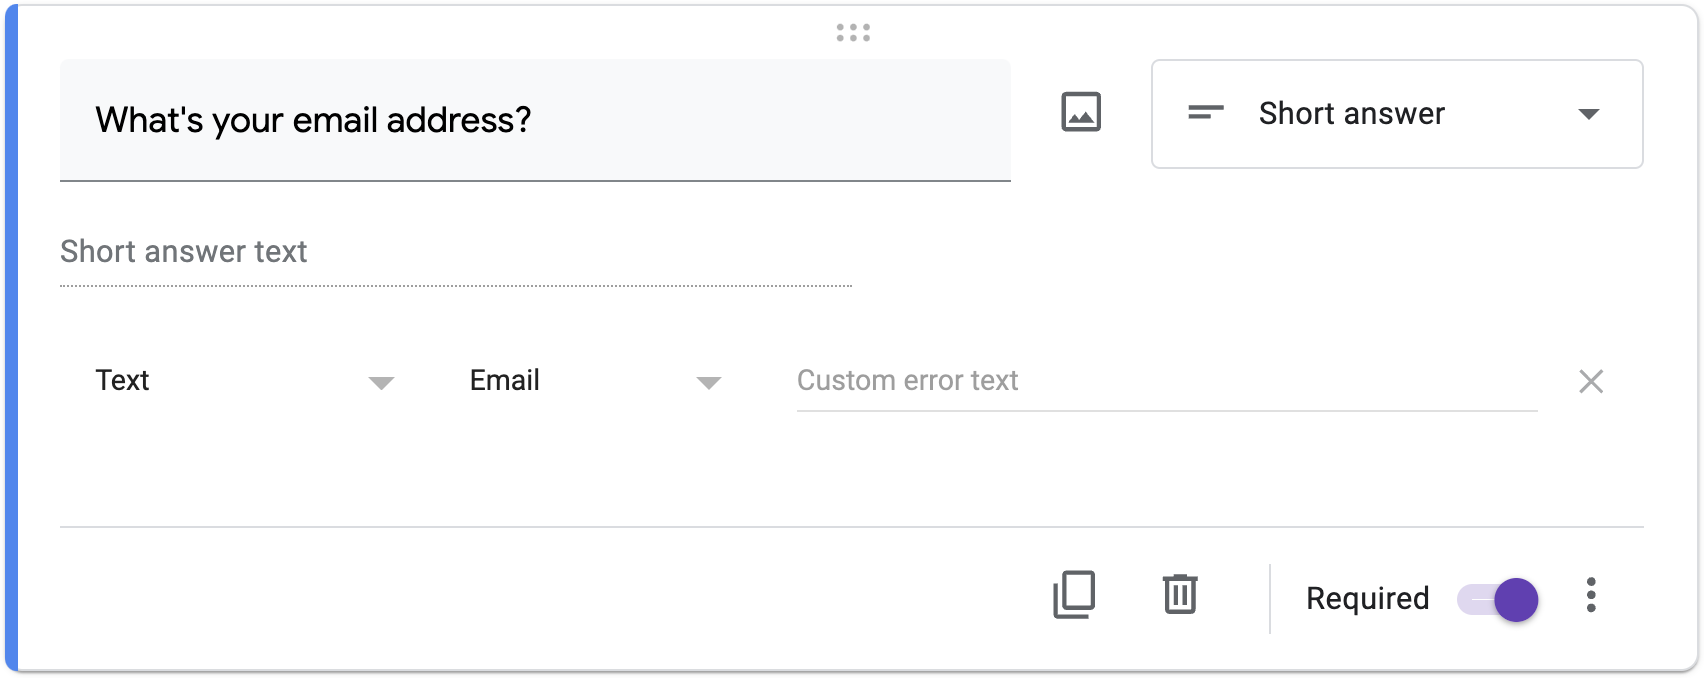 What's your email address?
Short answer
Short answer text
Text
Email
Custom error text
Required